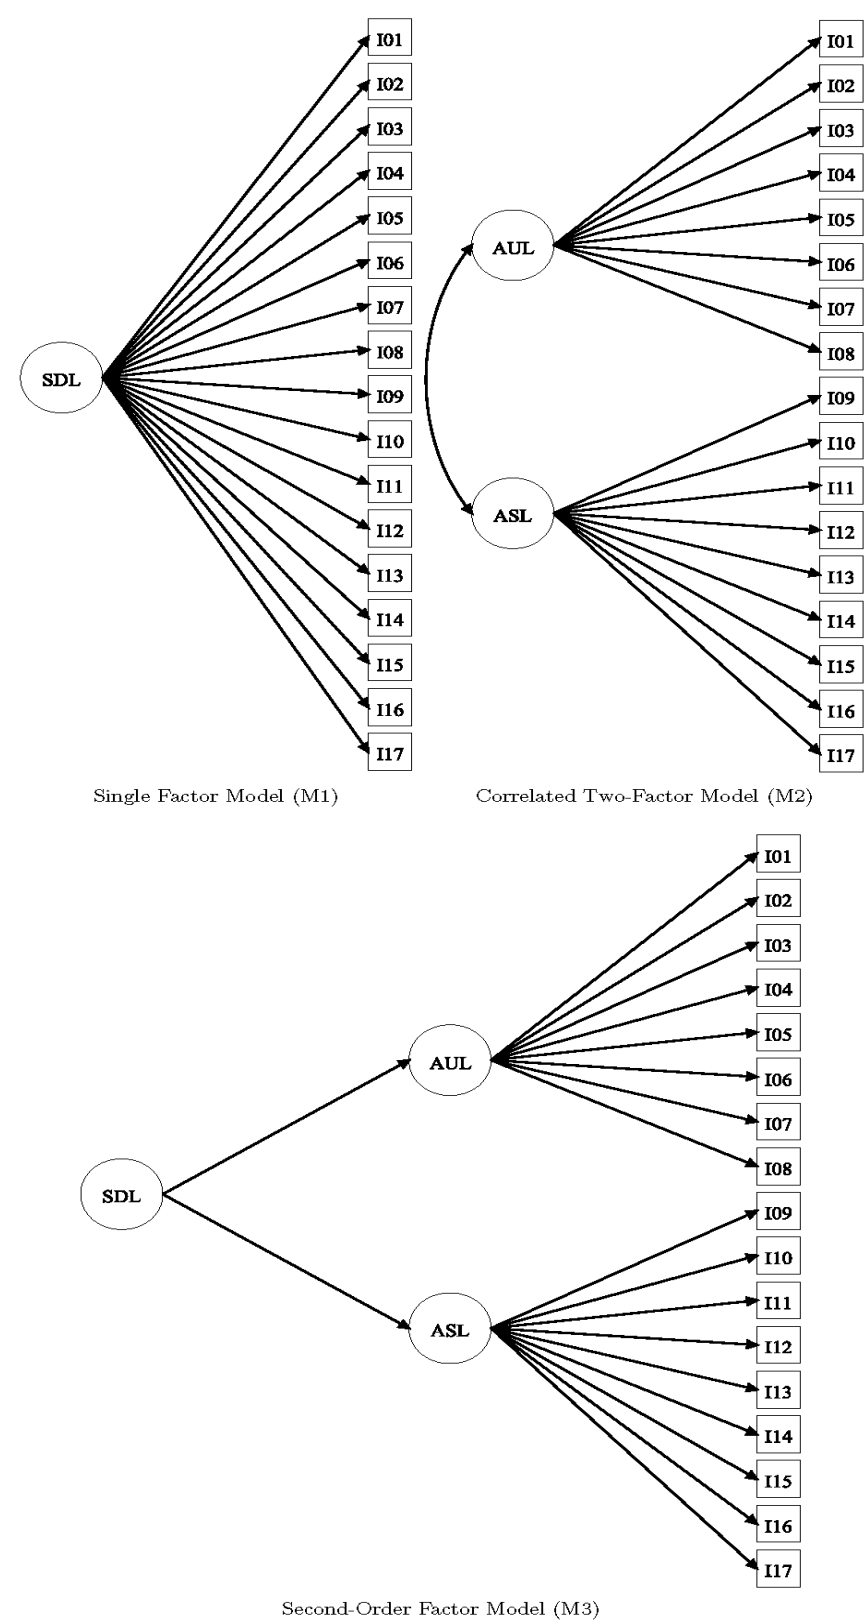 I01
I02
I03
I04
I05
I06
I07
I08
I09
I10
I11
I12
I13
I14
I15
I16
I17
SDL
Single Factor Model (M1)
I01
I02
I03
I04
I05
I06
I07
I08
I09
I10
I11
I12
I13
I14
I15
I16
I17
AUL
ASL
Correlated Two-Factor Model (M2)
I01
I02
I03
I04
I05
I06
I07
I08
I09
I10
I11
I12
I13
I14
I15
I16
I17
AUL
SDL
ASL
Second-Order Factor Model (M3)